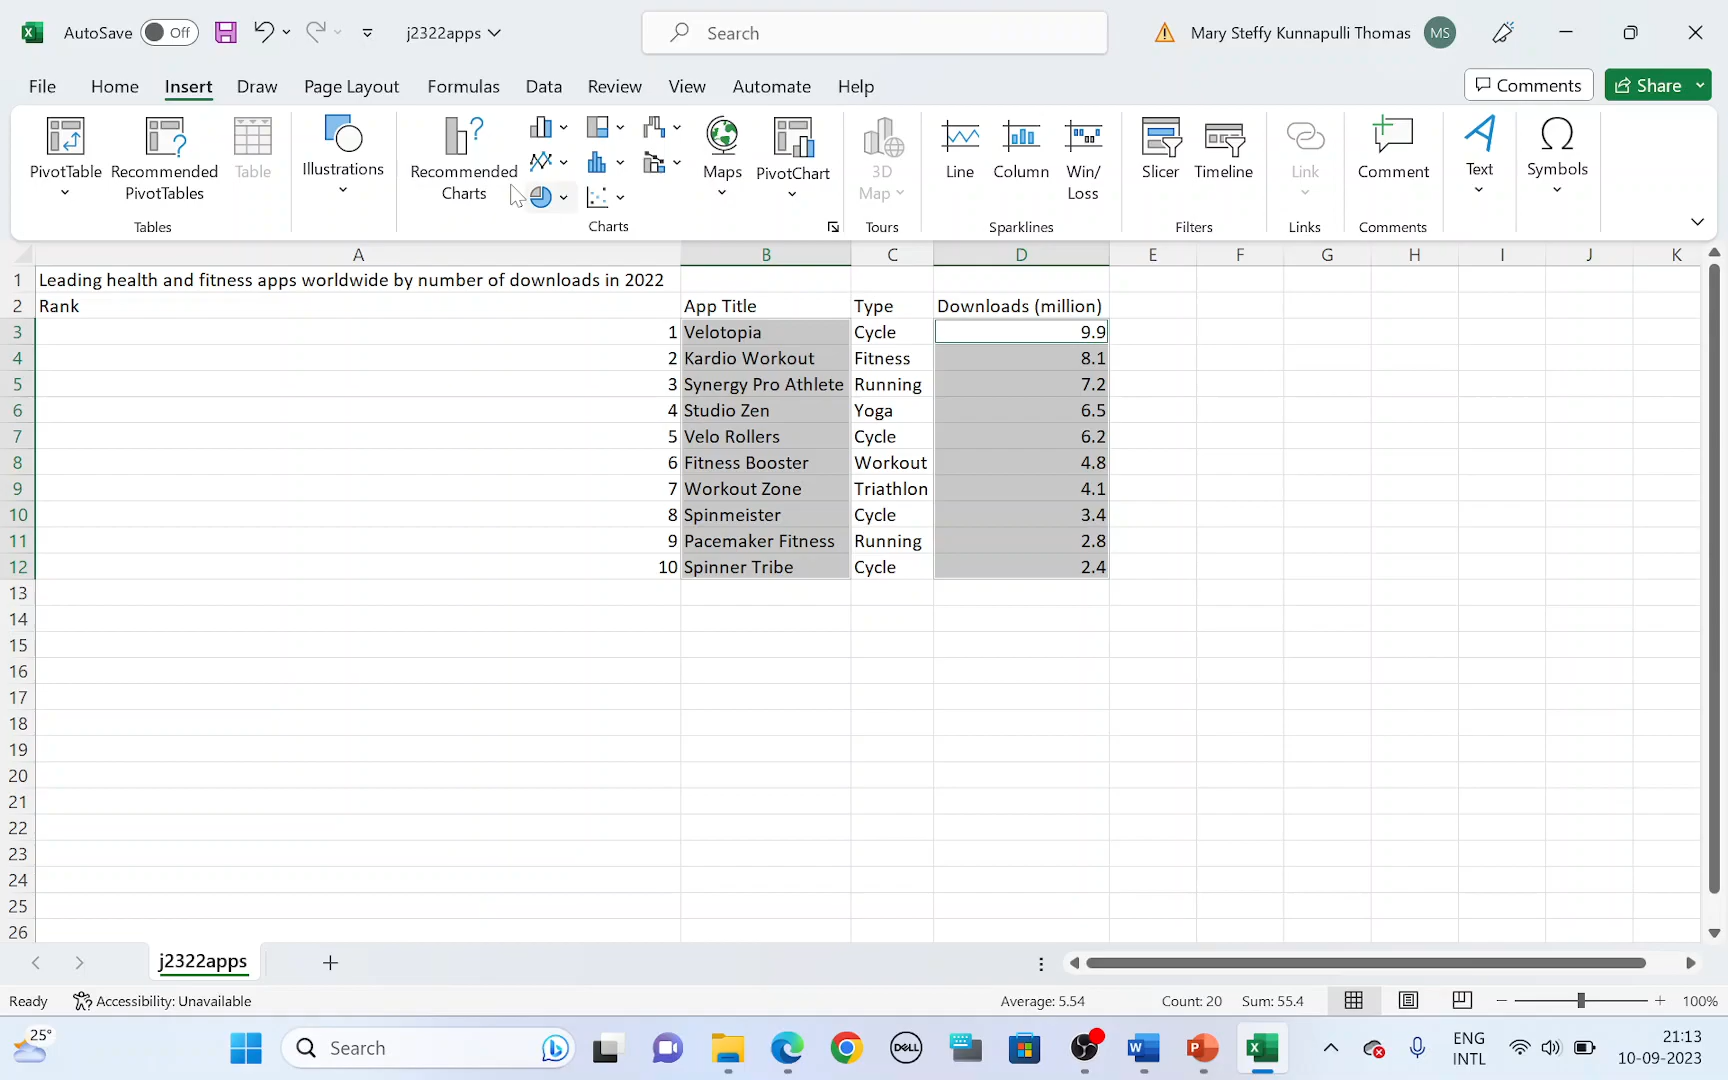 AutoSave Off j2322apps Search Mary Steffy Kunnapulli Thomas MS
File Home Insert Draw Page Layout Formulas Data Review View Automate Help Comments Share
PivotTable Recommended PivotTables Table Illustrations Recommended Charts Maps PivotChart 3D Map Line Column Win/Loss Slicer Timeline Link Comment Text Symbols
Tables Charts Tours Sparklines Filters Links Comments
A B C D E F G H I J K
1 Leading health and fitness apps worldwide by number of downloads in 2022
2 Rank App Title Type Downloads (million)
3 1 Velotopia Cycle 9.9
4 2 Kardio Workout Fitness 8.1
5 3 Synergy Pro Athlete Running 7.2
6 4 Studio Zen Yoga 6.5
7 5 Velo Rollers Cycle 6.2
8 6 Fitness Booster Workout 4.8
9 7 Workout Zone Triathlon 4.1
10 8 Spinmeister Cycle 3.4
11 9 Pacemaker Fitness Running 2.8
12 10 Spinner Tribe Cycle 2.4
13
14
15
16
17
18
19
20
21
22
23
24
25
26
j2322apps
Ready Accessibility: Unavailable Average: 5.54 Count: 20 Sum: 55.4 100%
25° Search DELL ENG INTL 21:13 10-09-2023